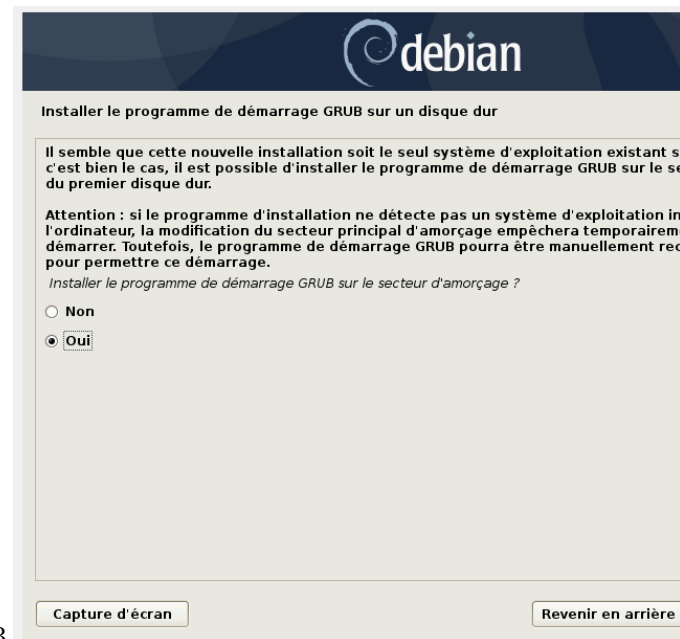 debian
Installer le programme de démarrage GRUB sur un disque dur
Il semble que cette nouvelle installation soit le seul système d'exploitation existant
c'est bien le cas, il est possible d'installer le programme de démarrage GRUB sur le
du premier disque dur.
Attention : si le programme d'installation ne détecte pas un système d'exploitation
l'ordinateur, la modification du secteur principal d'amorçage empêchera
démarrer. Toutefois, le programme de démarrage GRUB pourra être manuellement
pour permettre ce démarrage.
Installer le programme de démarrage GRUB sur le secteur d'amorçage ?
Non
Oui
Capture d'écran
Revenir en arrière